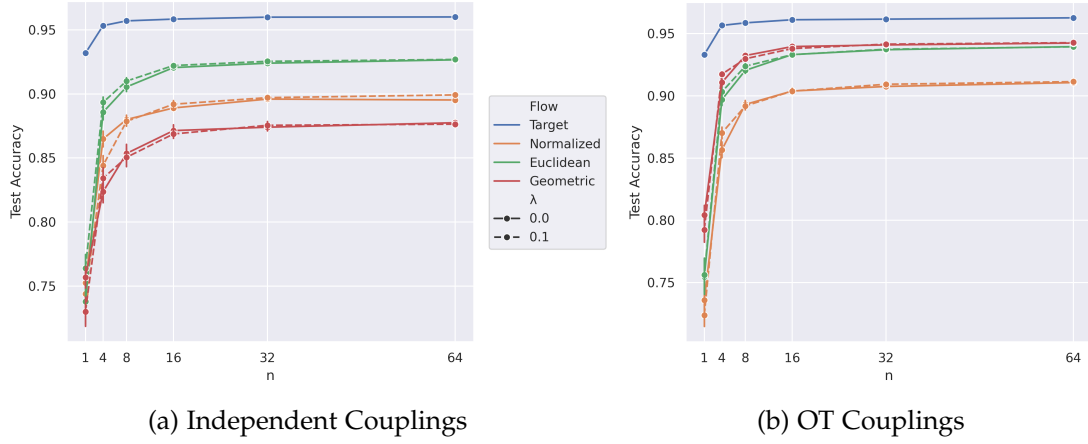 0.95
0.90
0.85
0.80
0.75
Test Accuracy
1 4 8 16 32 64
n
Flow
Target
Normalized
Euclidean
Geometric
λ
0.0
0.1
0.95
0.90
0.85
0.80
0.75
Test Accuracy
1 4 8 16 32 64
n
(a) Independent Couplings
(b) OT Couplings